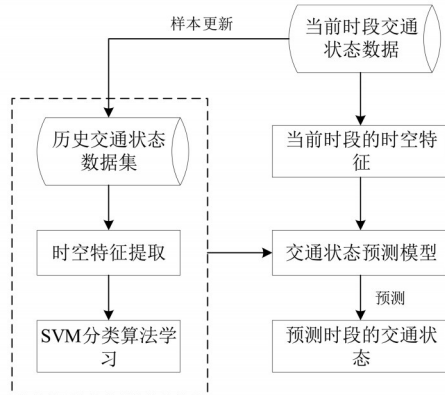 样本更新
当前时段交通
状态数据
历史交通状态
数据集
当前时段的时空特
征
时空特征提取
交通状态预测模型
预测
SVM分类算法学
习
预测时段的交通状
态